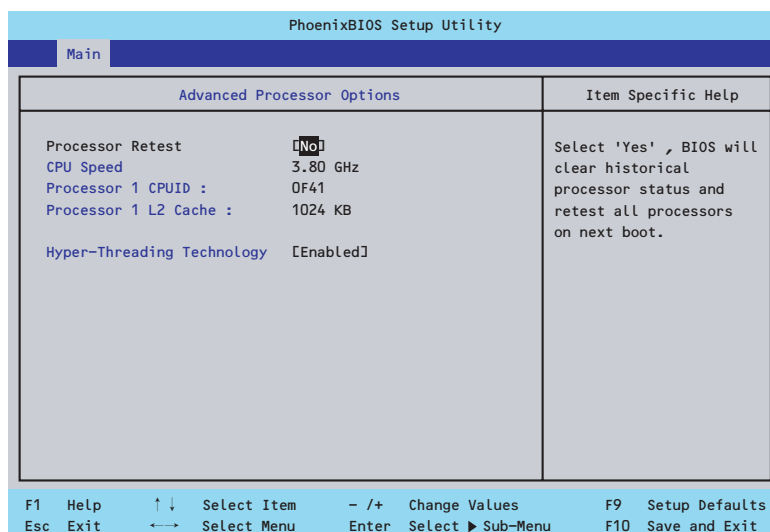 PhoenixBIOS Setup Utility
Main
Advanced Processor Options
Item Specific Help
Processor Retest [No]
CPU Speed 3.80 GHz
Processor 1 CPUID : 0F41
Processor 1 L2 Cache : 1024 KB
Hyper-Threading Technology [Enabled]
Select 'Yes' , BIOS will
clear historical
processor status and
retest all processors
on next boot.
F1 Help ↑↓ Select Item - /+ Change Values F9 Setup Defaults
Esc Exit ←→ Select Menu Enter Select ▶ Sub-Menu F10 Save and Exit